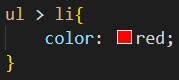 ul > li{
    color: red;
}